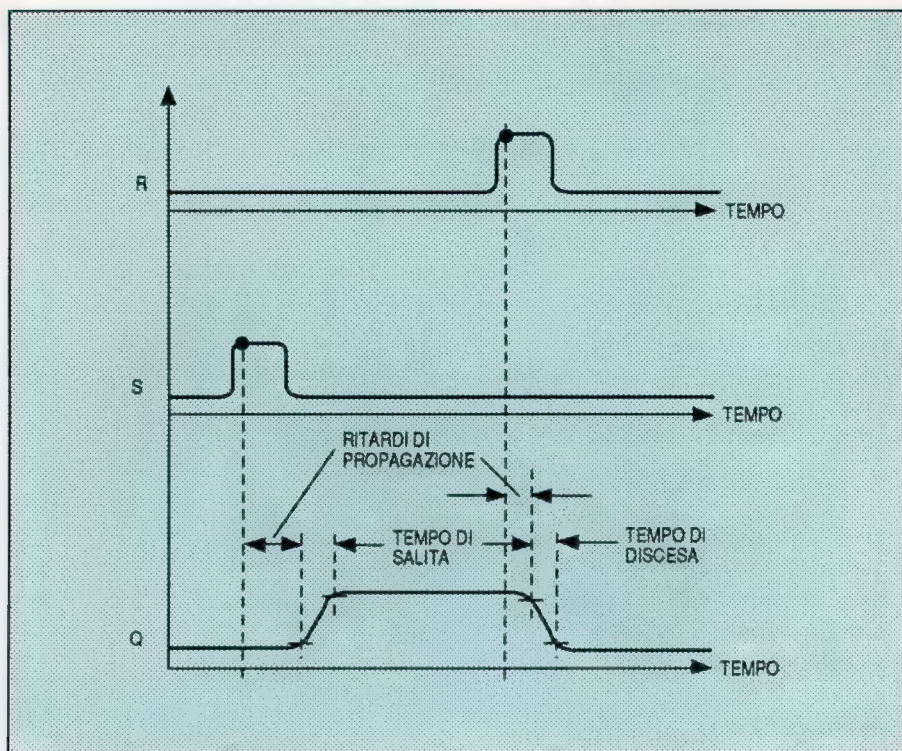 R
TEMPO
S
TEMPO
RITARDI DI
PROPAGAZIONE
TEMPO DI
SALITA
TEMPO DI
DISCESA
Q
TEMPO